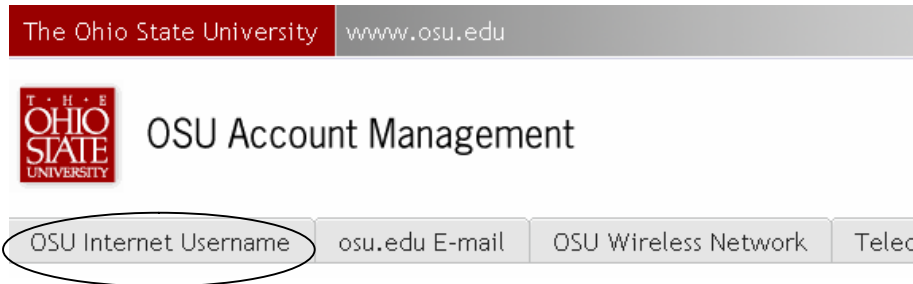 The Ohio State University www.osu.edu
T · H · E
OHIO
STATE
UNIVERSITY
OSU Account Management
OSU Internet Username osu.edu E-mail OSU Wireless Network